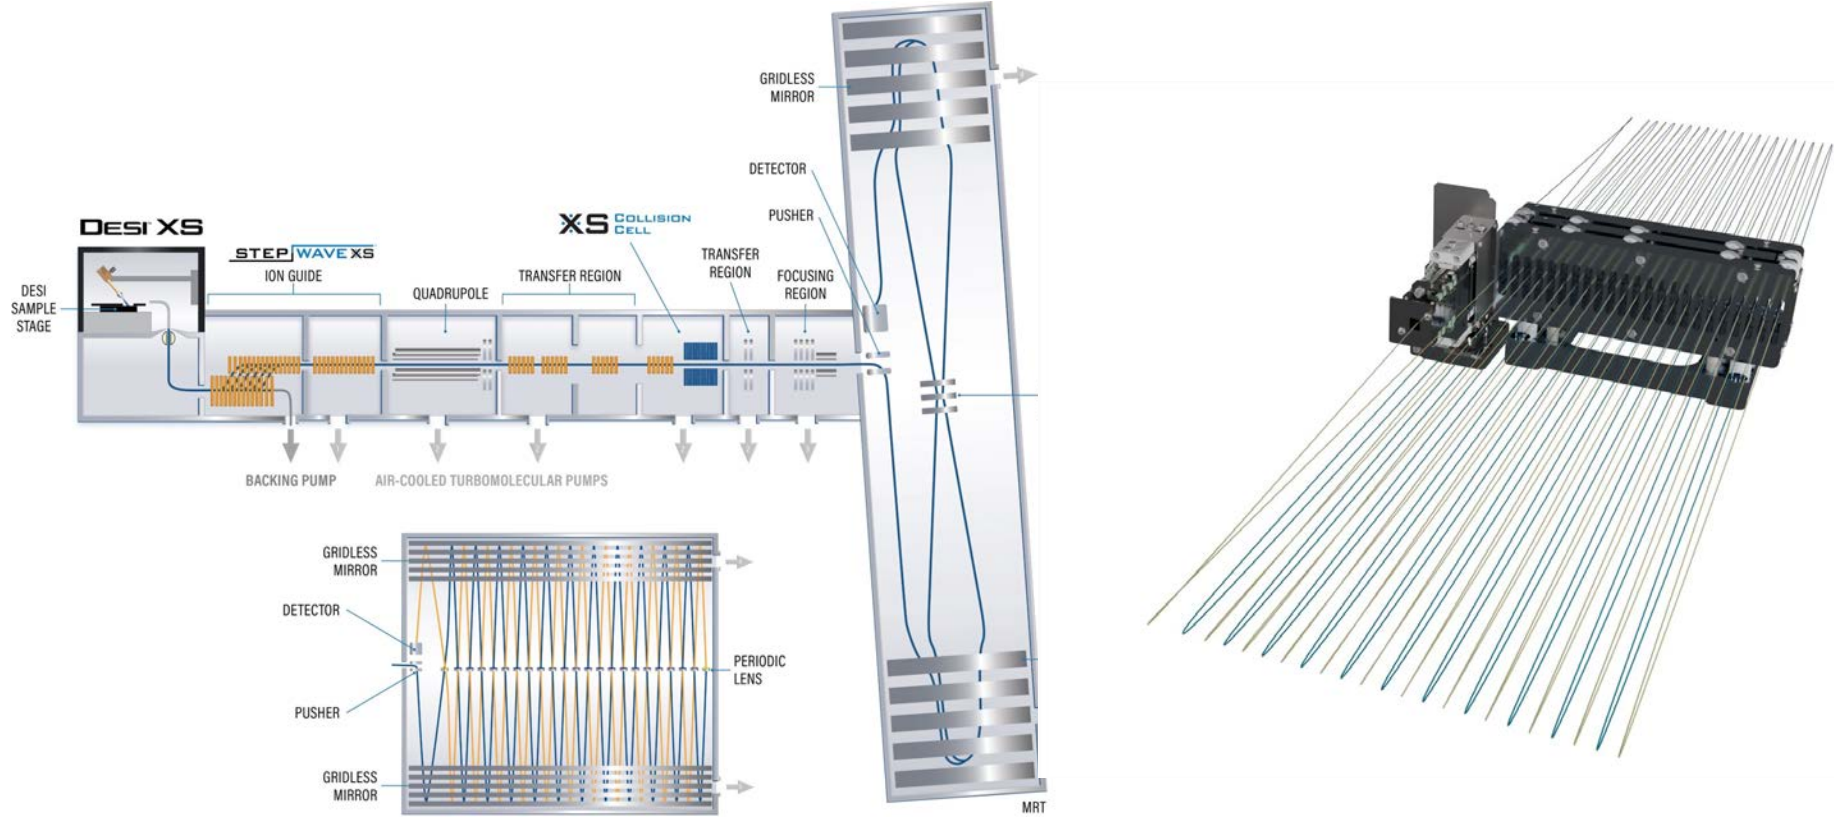 GRIDLESS
MIRROR
DETECTOR
PUSHER
DESI XS
STEP WAVE XS
ION GUIDE
QUADRUPOLE
TRANSFER REGION
XS COLLISION
CELL
TRANSFER
REGION
FOCUSING
REGION
DESI
SAMPLE
STAGE
BACKING PUMP
AIR-COOLED TURBOMOLECULAR PUMPS
GRIDLESS
MIRROR
DETECTOR
PUSHER
PERIODIC
LENS
GRIDLESS
MIRROR
MRT